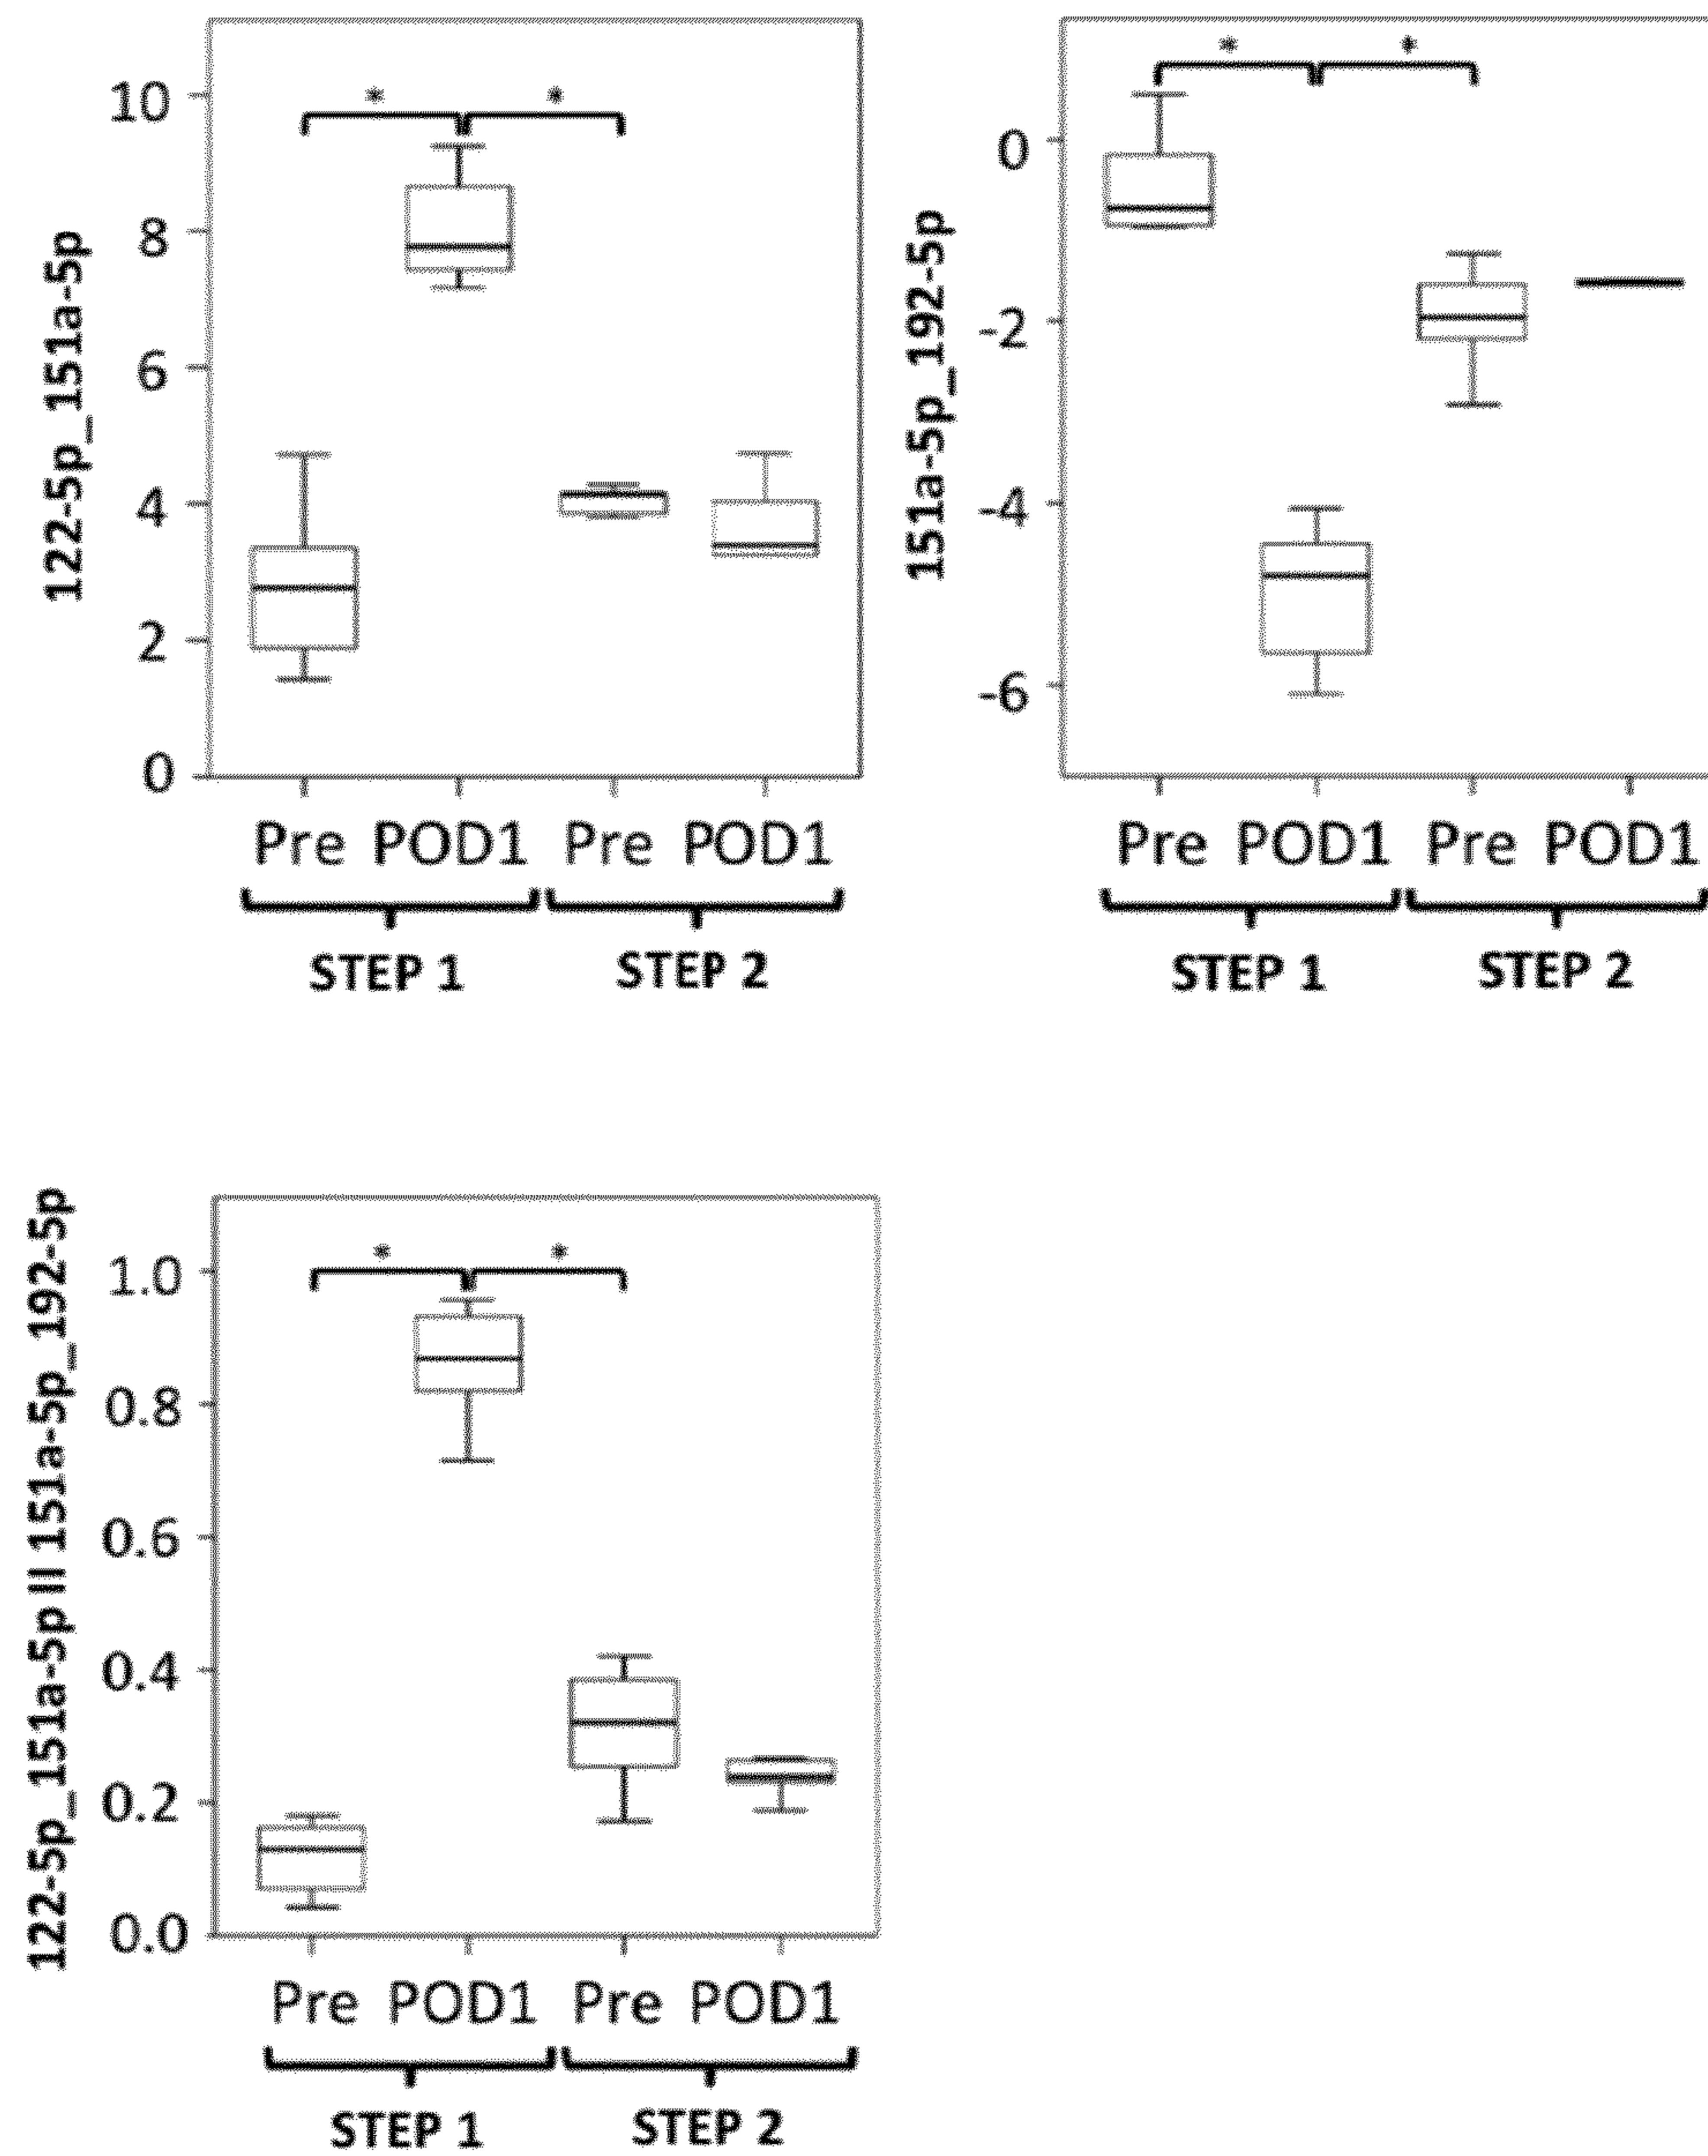 122-5p_151a-5p
*
*
10
8
6
4
2
0
Pre POD1 Pre POD1
STEP 1
STEP 2
151a-5p_192-5p
*
*
0
-2
-4
-6
Pre POD1 Pre POD1
STEP 1
STEP 2
122-5p_151a-5p II 151a-5p_192-5p
*
*
1.0
0.8
0.6
0.4
0.2
0.0
Pre POD1 Pre POD1
STEP 1
STEP 2